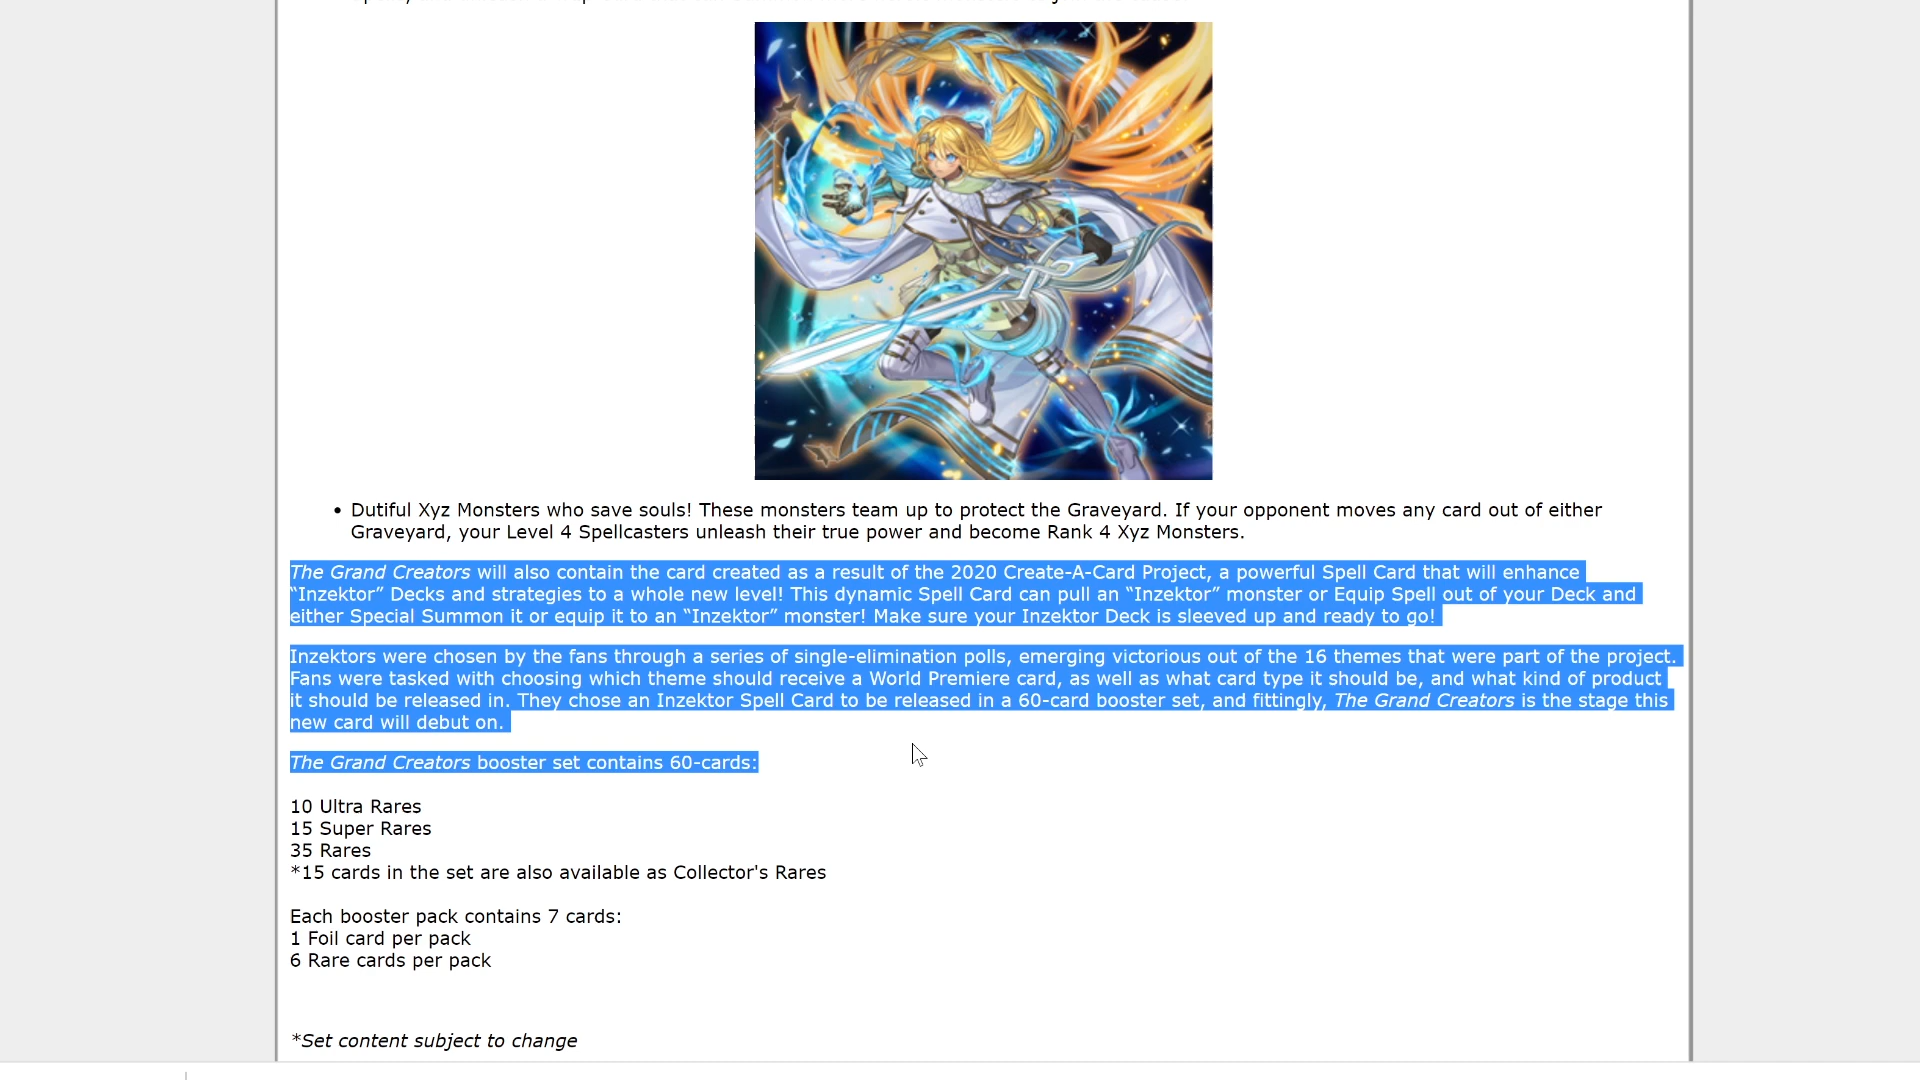 • Dutiful Xyz Monsters who save souls! These monsters team up to protect the Graveyard. If your opponent moves any card out of either
Graveyard, your Level 4 Spellcasters unleash their true power and become Rank 4 Xyz Monsters.
The Grand Creators will also contain the card created as a result of the 2020 Create-A-Card Project, a powerful Spell Card that will enhance
“Inzektor” Decks and strategies to a whole new level! This dynamic Spell Card can pull an “Inzektor” monster or Equip Spell out of your Deck and
either Special Summon it or equip it to an “Inzektor” monster! Make sure your Inzektor Deck is sleeved up and ready to go!
Inzektors were chosen by the fans through a series of single-elimination polls, emerging victorious out of the 16 themes that were part of the project.
Fans were tasked with choosing which theme should receive a World Premiere card, as well as what card type it should be, and what kind of product
it should be released in. They chose an Inzektor Spell Card to be released in a 60-card booster set, and fittingly, The Grand Creators is the stage this
new card will debut on.
The Grand Creators booster set contains 60-cards:
10 Ultra Rares
15 Super Rares
35 Rares
*15 cards in the set are also available as Collector's Rares
Each booster pack contains 7 cards:
1 Foil card per pack
6 Rare cards per pack
*Set content subject to change